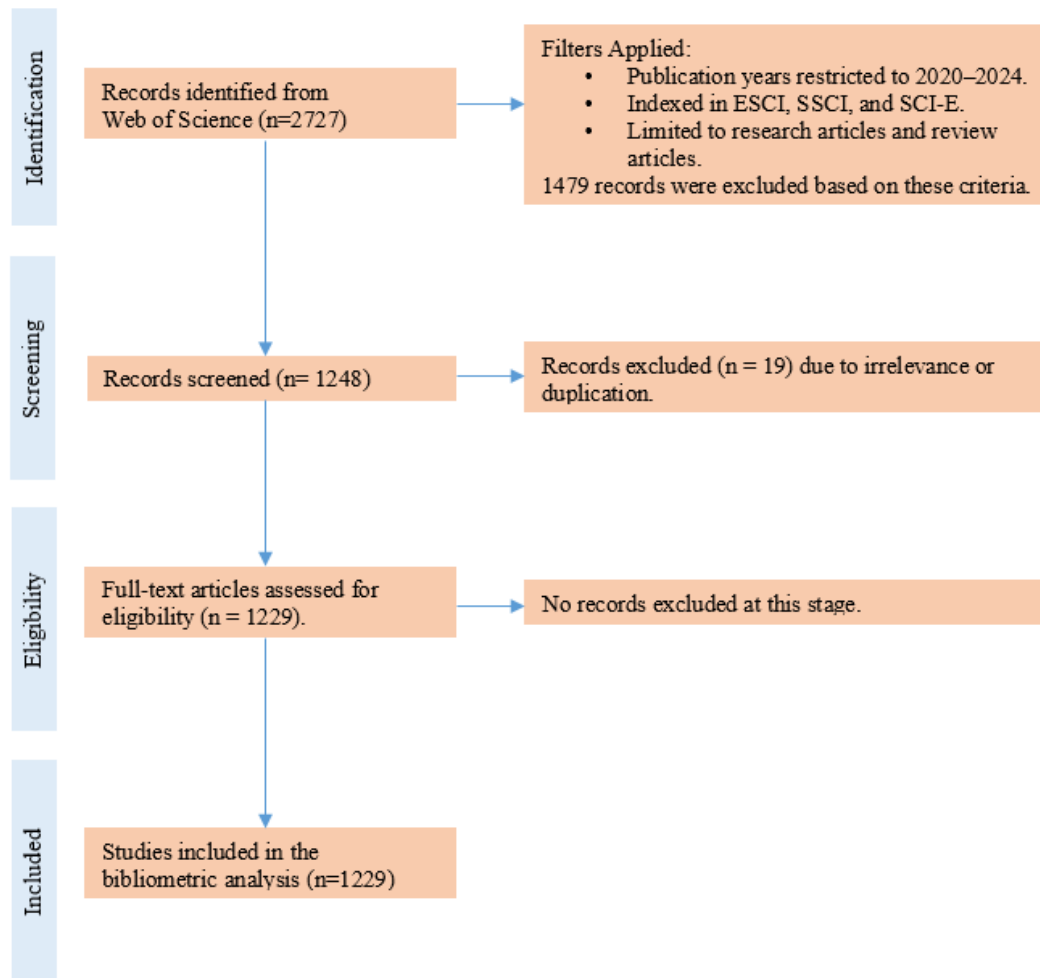 Identification
Records identified from
Web of Science (n=2727)
Filters Applied:
• Publication years restricted to 2020–2024.
• Indexed in ESCI, SSCI, and SCI-E.
• Limited to research articles and review
articles.
1479 records were excluded based on these criteria.
Screening
Records screened (n= 1248)
Records excluded (n = 19) due to irrelevance or
duplication.
Eligibility
Full-text articles assessed for
eligibility (n = 1229).
No records excluded at this stage.
Included
Studies included in the
bibliometric analysis (n=1229)